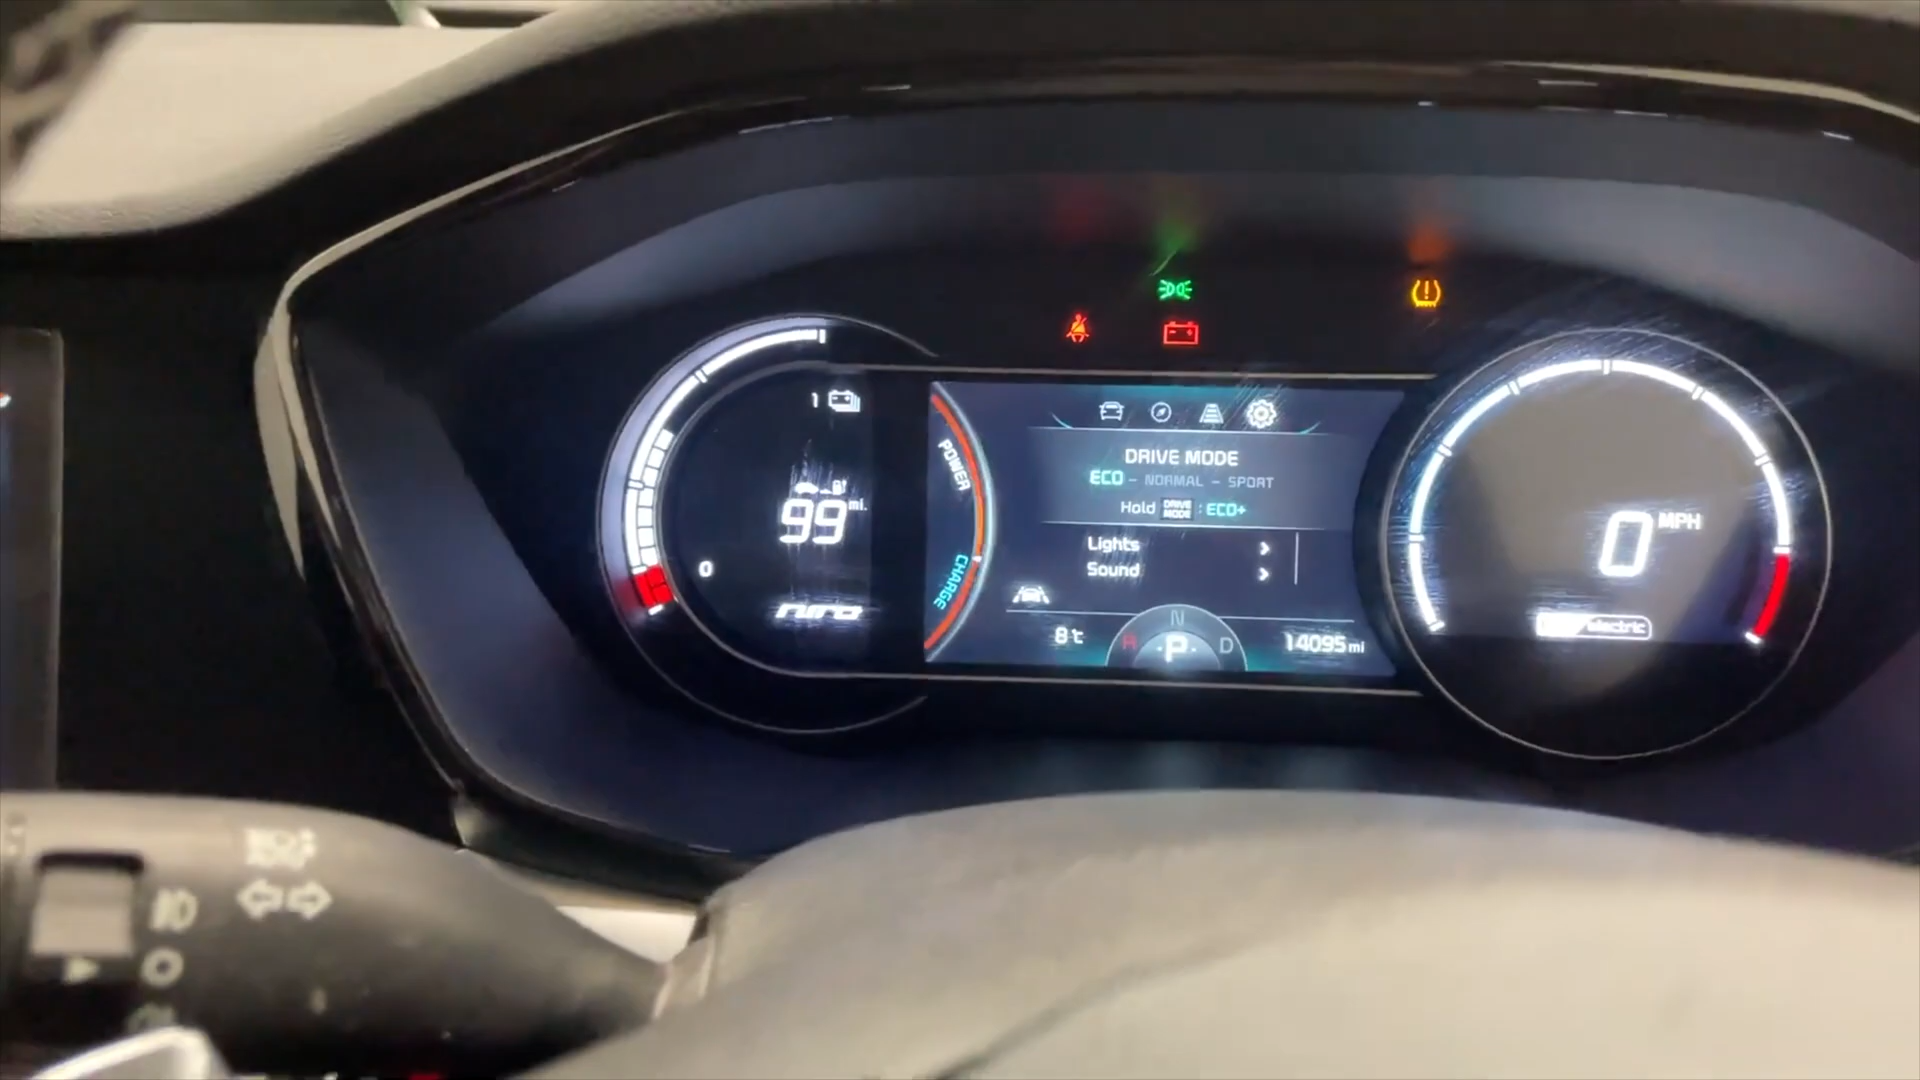 1
99 mi.
0
niro
POWER
CHARGE
DRIVE MODE
ECO - NORMAL - SPORT
Hold DRIVE MODE : ECO+
Lights
Sound
8℃
N
R P D
14095 mi
0 MPH
electric